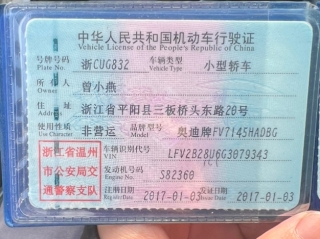 中华人民共和国机动车行驶证
Vehicle License of the People's Republic of China
号牌号码 浙CUG832 车辆类型 小型轿车
Plate No. Vehicle Type
所有人 曾小燕
Owner
住址 浙江省平阳县三板桥头东路20号
Address
使用性质 非营运 品牌型号 奥迪牌FV7145HADBG
Use Character Model
浙江省温州 车辆识别代号 LFV2B28U6G3079343
VIN
市公安局交 发动机号码 S82360
Engine No.
通警察支队 注册日期 2017-01-03 发证日期 2017-01-03